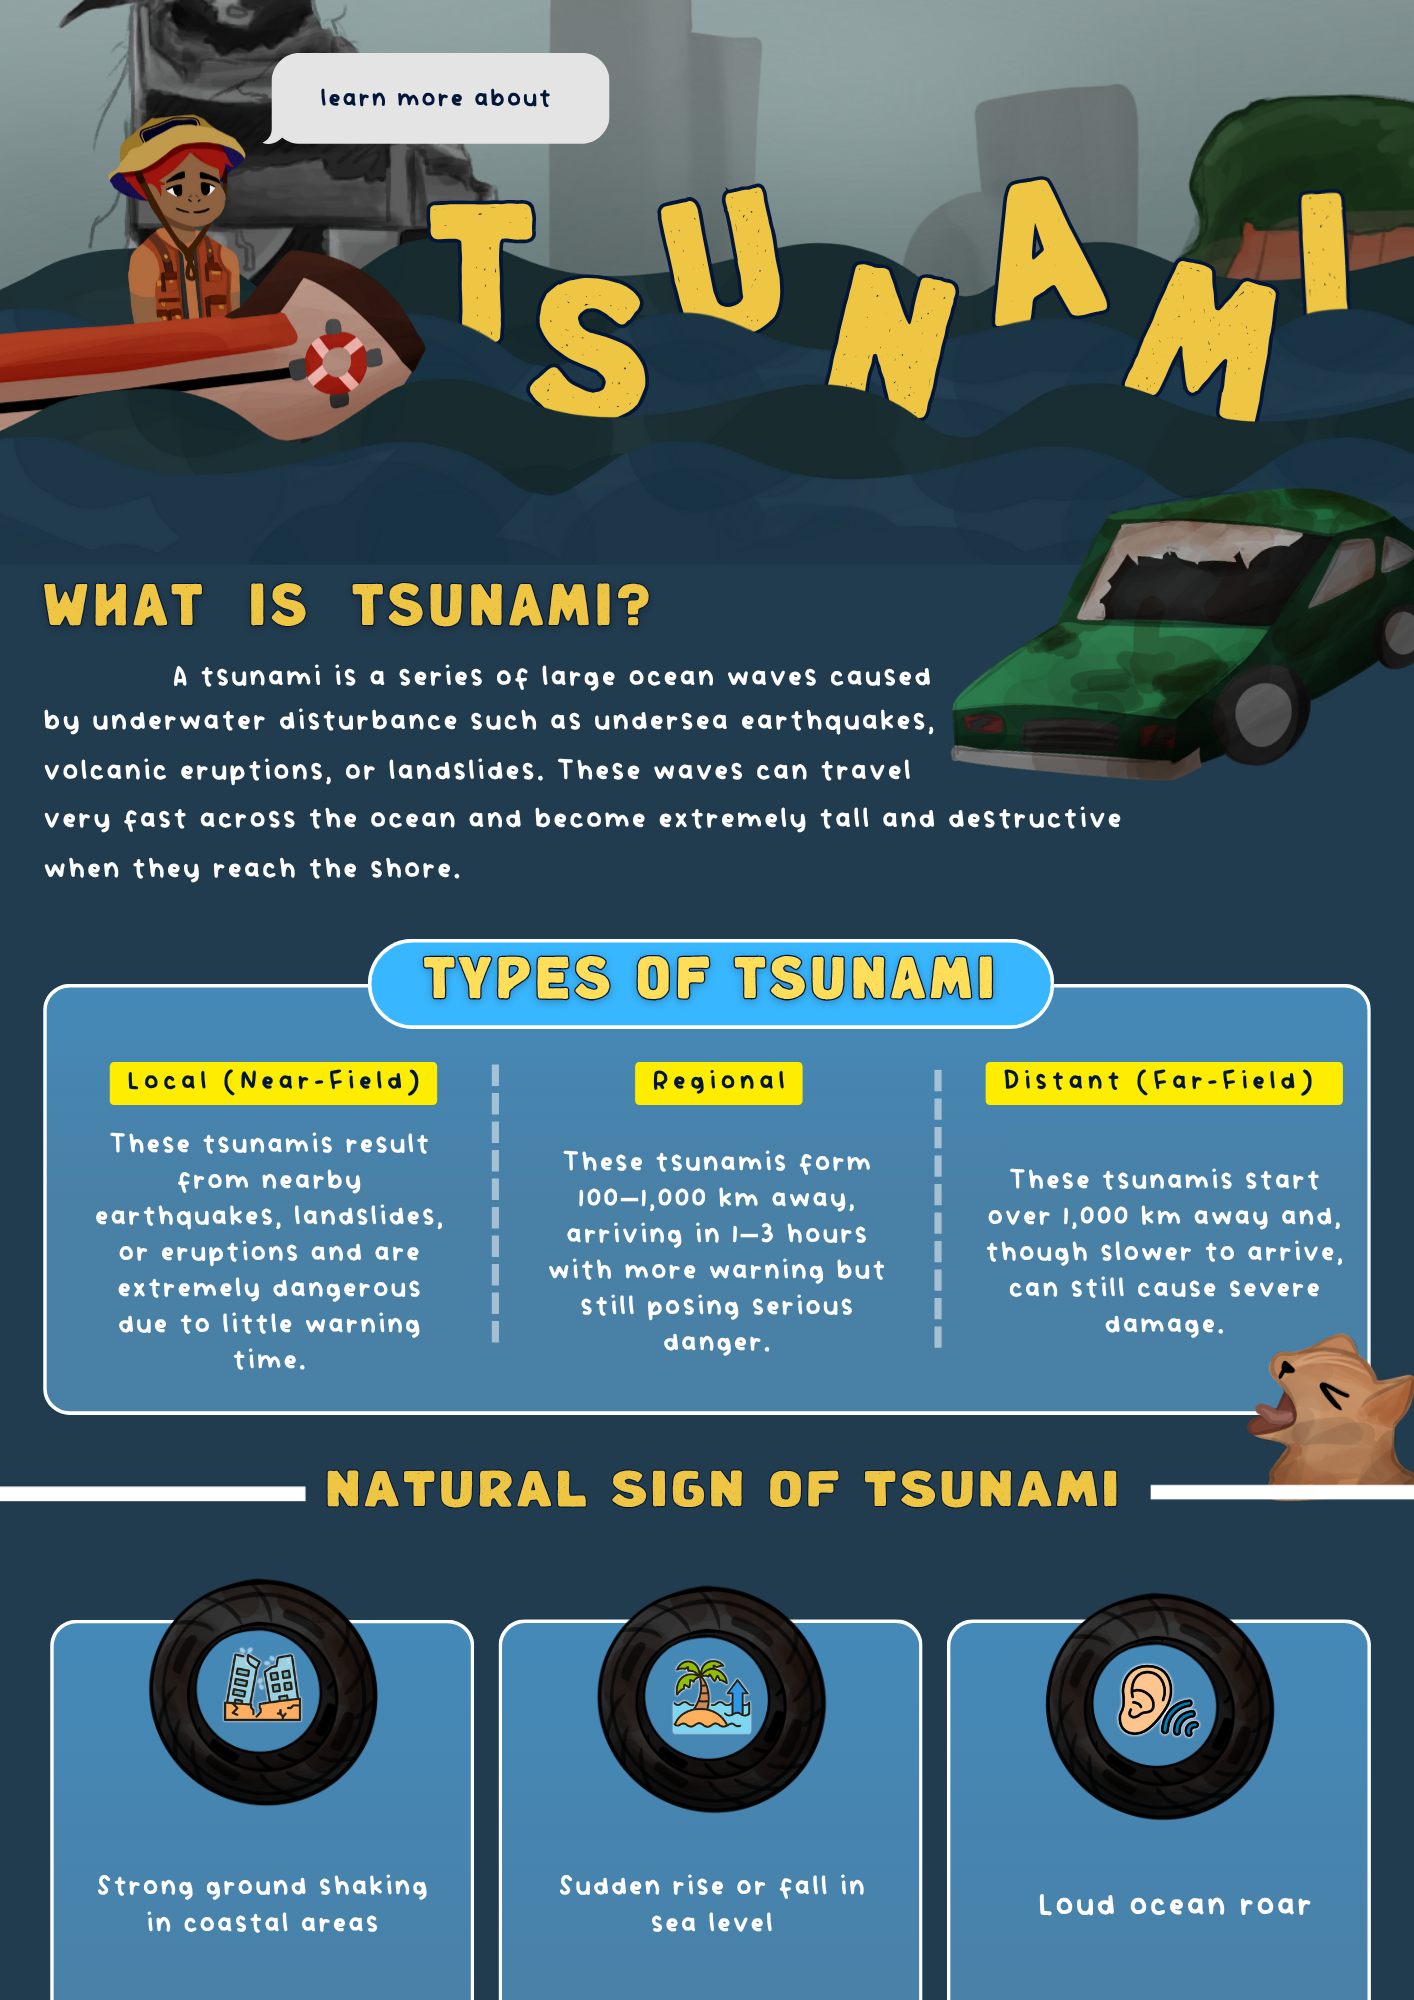 learn more about
TSUNAMI
WHAT IS TSUNAMI?
A tsunami is a series of large ocean waves caused
by underwater disturbance such as undersea earthquakes,
volcanic eruptions, or landslides. These waves can travel
very fast across the ocean and become extremely tall and destructive
when they reach the shore.
TYPES OF TSUNAMI
Local (Near-Field)
These tsunamis result
from nearby
earthquakes, landslides,
or eruptions and are
extremely dangerous
due to little warning
time.
Regional
These tsunamis form
100–1,000 km away,
arriving in 1–3 hours
with more warning but
still posing serious
danger.
Distant (Far-Field)
These tsunamis start
over 1,000 km away and,
though slower to arrive,
can still cause severe
damage.
NATURAL SIGN OF TSUNAMI
Strong ground shaking
in coastal areas
Sudden rise or fall in
sea level
Loud ocean roar